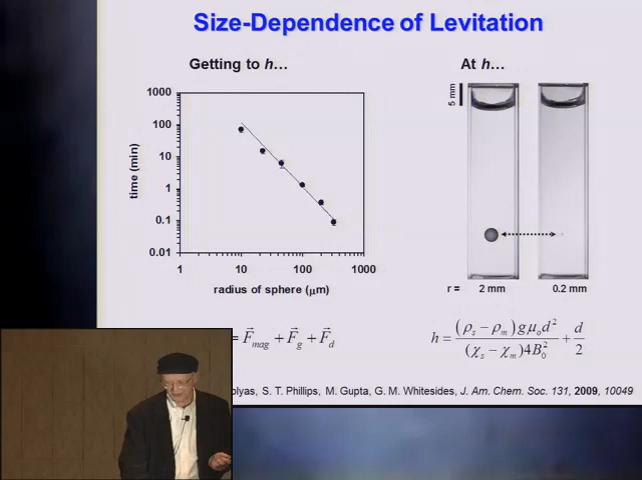 Size-Dependence of Levitation
Getting to h…
At h…
1000
100
10
1
0.1
0.01
time (min)
1
10
100
1000
radius of sphere (μm)
5 mm
r =
2 mm
0.2 mm
= F⃗mag + F⃗g + F⃗d
h = (ρs − ρm)gμod² / (χs − χm)4B₀² + d/2
olyas, S. T. Phillips, M. Gupta, G. M. Whitesides, J. Am. Chem. Soc. 131, 2009, 10049